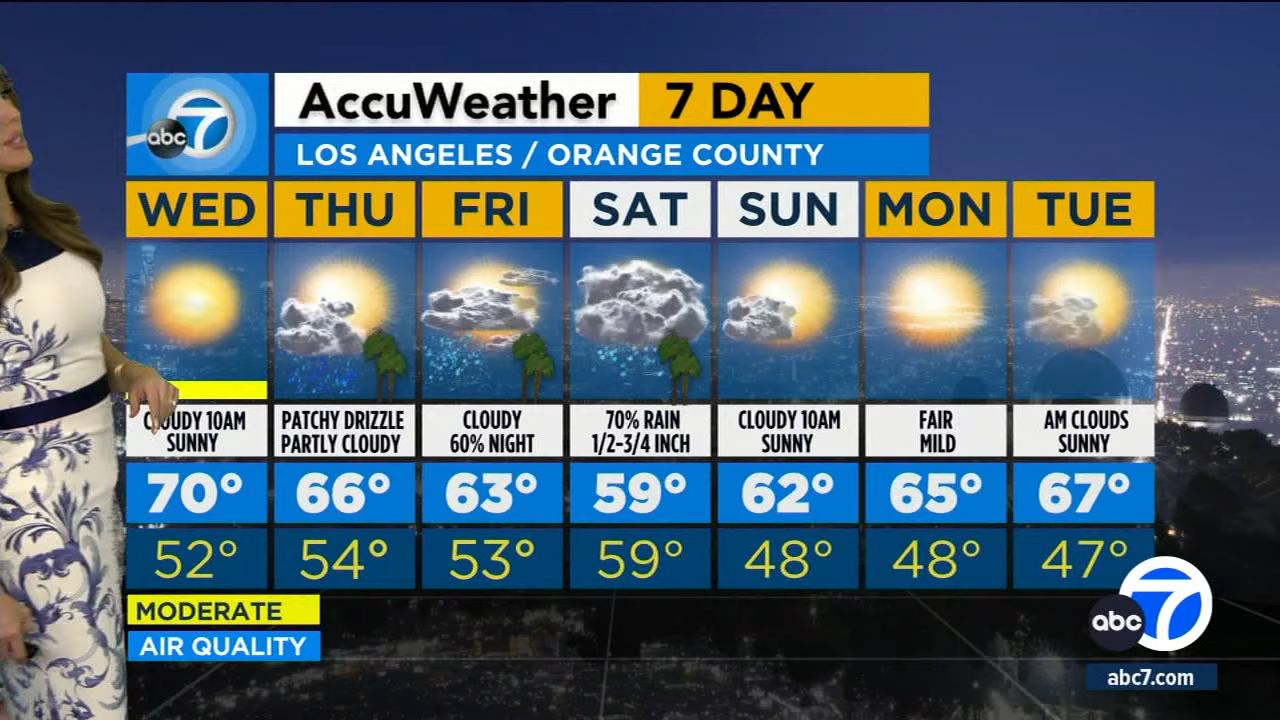 abc 7
AccuWeather 7 DAY
LOS ANGELES / ORANGE COUNTY
WED THU FRI SAT SUN MON TUE
CLOUDY 10AM
SUNNY
PATCHY DRIZZLE
PARTLY CLOUDY
CLOUDY
60% NIGHT
70% RAIN
1/2-3/4 INCH
CLOUDY 10AM
SUNNY
FAIR
MILD
AM CLOUDS
SUNNY
70° 66° 63° 59° 62° 65° 67°
52° 54° 53° 59° 48° 48° 47°
MODERATE
AIR QUALITY
abc 7
abc7.com